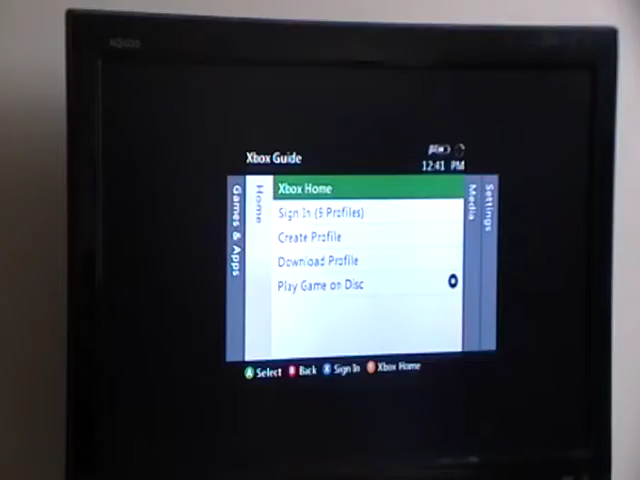 Xbox Guide
12:41 PM
Games & Apps
Home
Xbox Home
Sign In (5 Profiles)
Create Profile
Download Profile
Play Game on Disc
Media
Settings
A Select B Back X Sign In Y Xbox Home